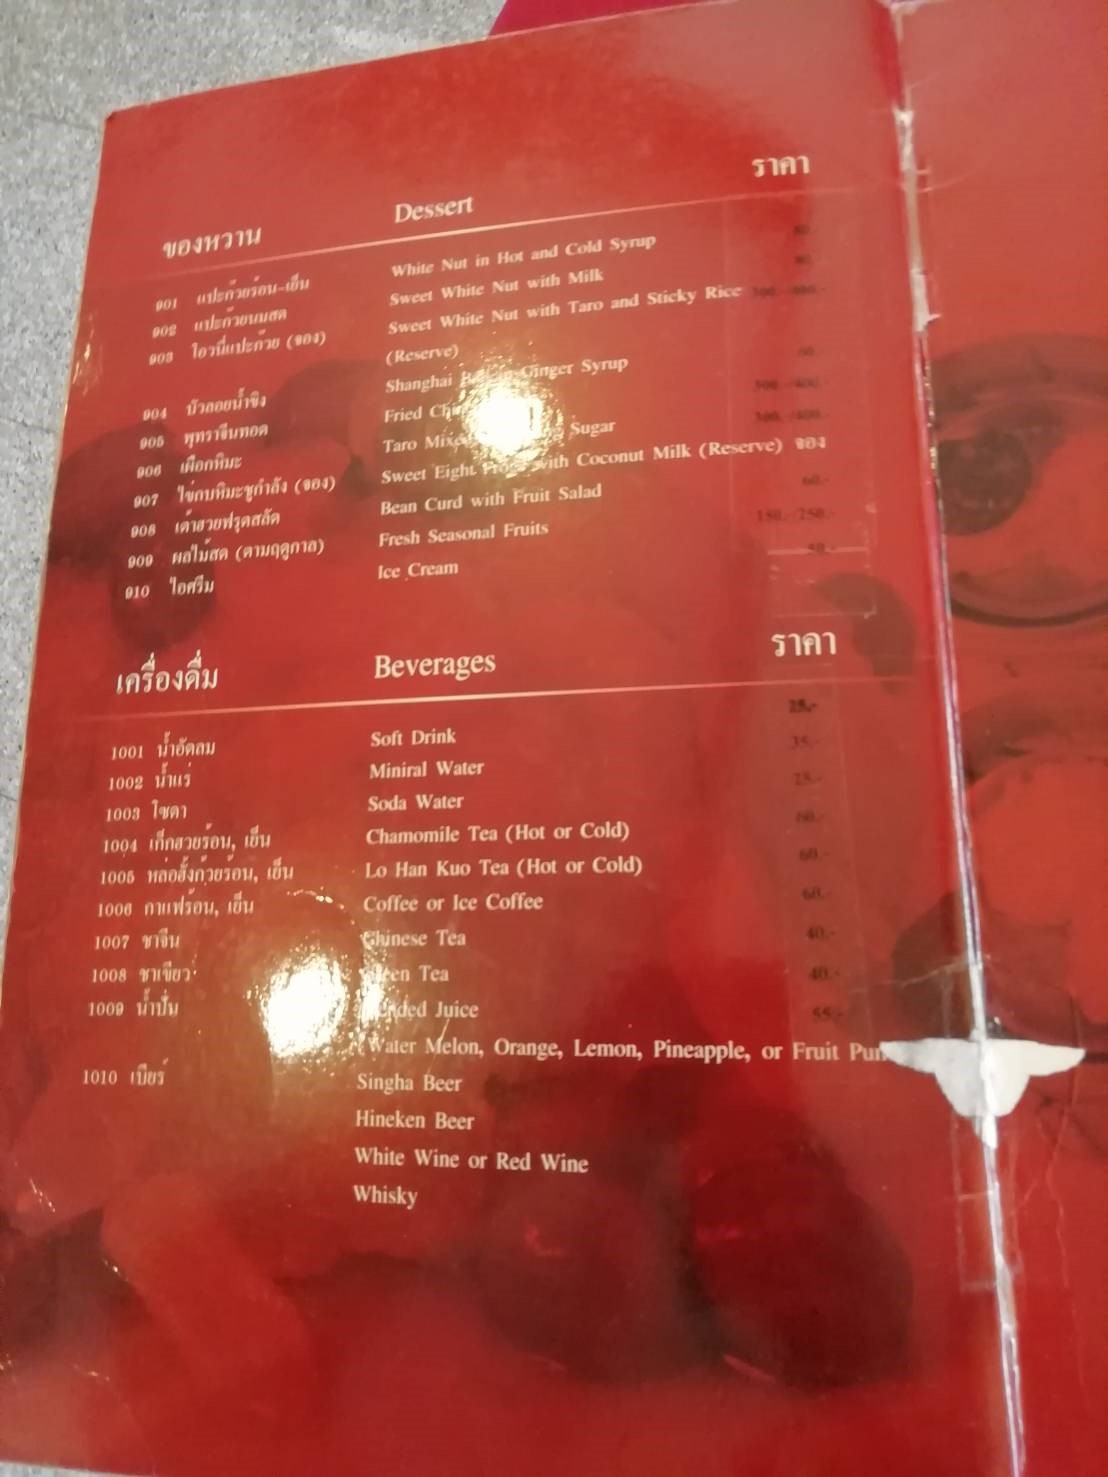 ของหวาน Dessert ราคา
901 แปะก๊วยร้อน-เย็น White Nut in Hot and Cold Syrup
902 แปะก๊วยนมสด Sweet White Nut with Milk
903 โอวนี่แปะก๊วย (จอง) Sweet White Nut with Taro and Sticky Rice 300.-/400.-
(Reserve)
904 บัวลอยน้ำขิง Shanghai Ginger Syrup
905 พุทราจีนทอด Fried 300.-/400.-
906 เผือกหิมะ Taro Sugar 300.-/400.-
907 ไข่กบหิมะชูกำลัง (จอง) Sweet Eight with Coconut Milk (Reserve) จอง
908 เต้าฮวยฟรุตสลัด Bean Curd with Fruit Salad 60.-
909 ผลไม้สด (ตามฤดูกาล) Fresh Seasonal Fruits 150.-/250.-
910 ไอศรีม Ice Cream
เครื่องดื่ม Beverages ราคา
1001 น้ำอัดลม Soft Drink 25.-
1002 น้ำแร่ Miniral Water 35.-
1003 โซดา Soda Water 25.-
1004 เก็กฮวยร้อน, เย็น Chamomile Tea (Hot or Cold) 60.-
1005 หล่อฮั้งก้วยร้อน, เย็น Lo Han Kuo Tea (Hot or Cold) 60.-
1006 กาแฟร้อน, เย็น Coffee or Ice Coffee 60.-
1007 ชาจีน Chinese Tea 40.-
1008 ชาเขียว Tea 40.-
1009 น้ำปั่น Juice 55.-
Water Melon, Orange, Lemon, Pineapple, or Fruit
1010 เบียร์ Singha Beer
Hineken Beer
White Wine or Red Wine
Whisky